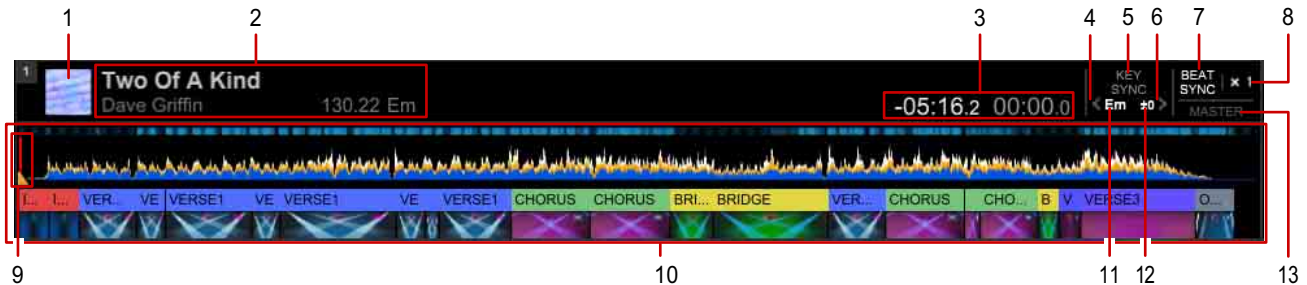 1 2 3 4 5 6 7 8
1
Two Of A Kind
Dave Griffin 130.22 Em
-05:16.2 00:00.0
KEY SYNC
< Em ±0 >
BEAT SYNC × 1
MASTER
I... I... VER... VE VERSE1 VE VERSE1 VE VERSE1 CHORUS CHORUS BRI... BRIDGE VER... CHORUS CHO... B V. VERSE3 O...
9 10 11 12 13